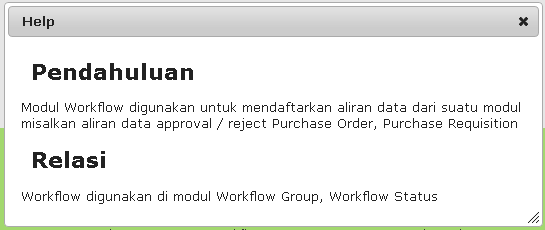 Help
Pendahuluan
Modul Workflow digunakan untuk mendaftarkan aliran data dari suatu modul
misalkan aliran data approval / reject Purchase Order, Purchase Requisition
Relasi
Workflow digunakan di modul Workflow Group, Workflow Status